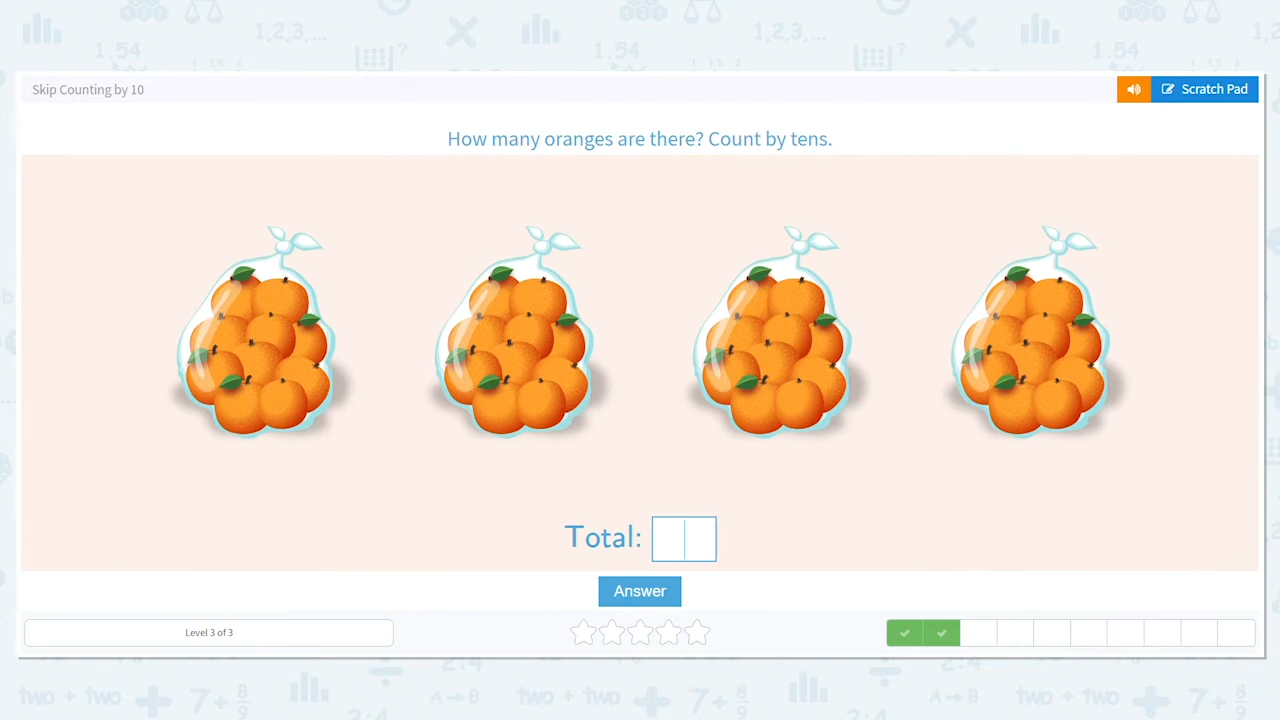 Skip Counting by 10
Scratch Pad
How many oranges are there? Count by tens.
Total:
Answer
Level 3 of 3